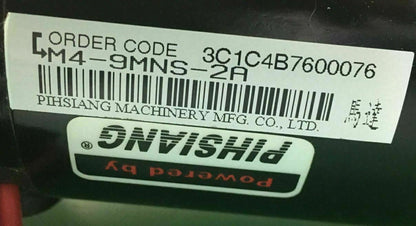 ORDER CODE 3C1C4B7600076
M4-9MNS-2A
PIHSIANG MACHINERY MFG. CO., LTD. 馬達
PIHSIANG®
Powered by